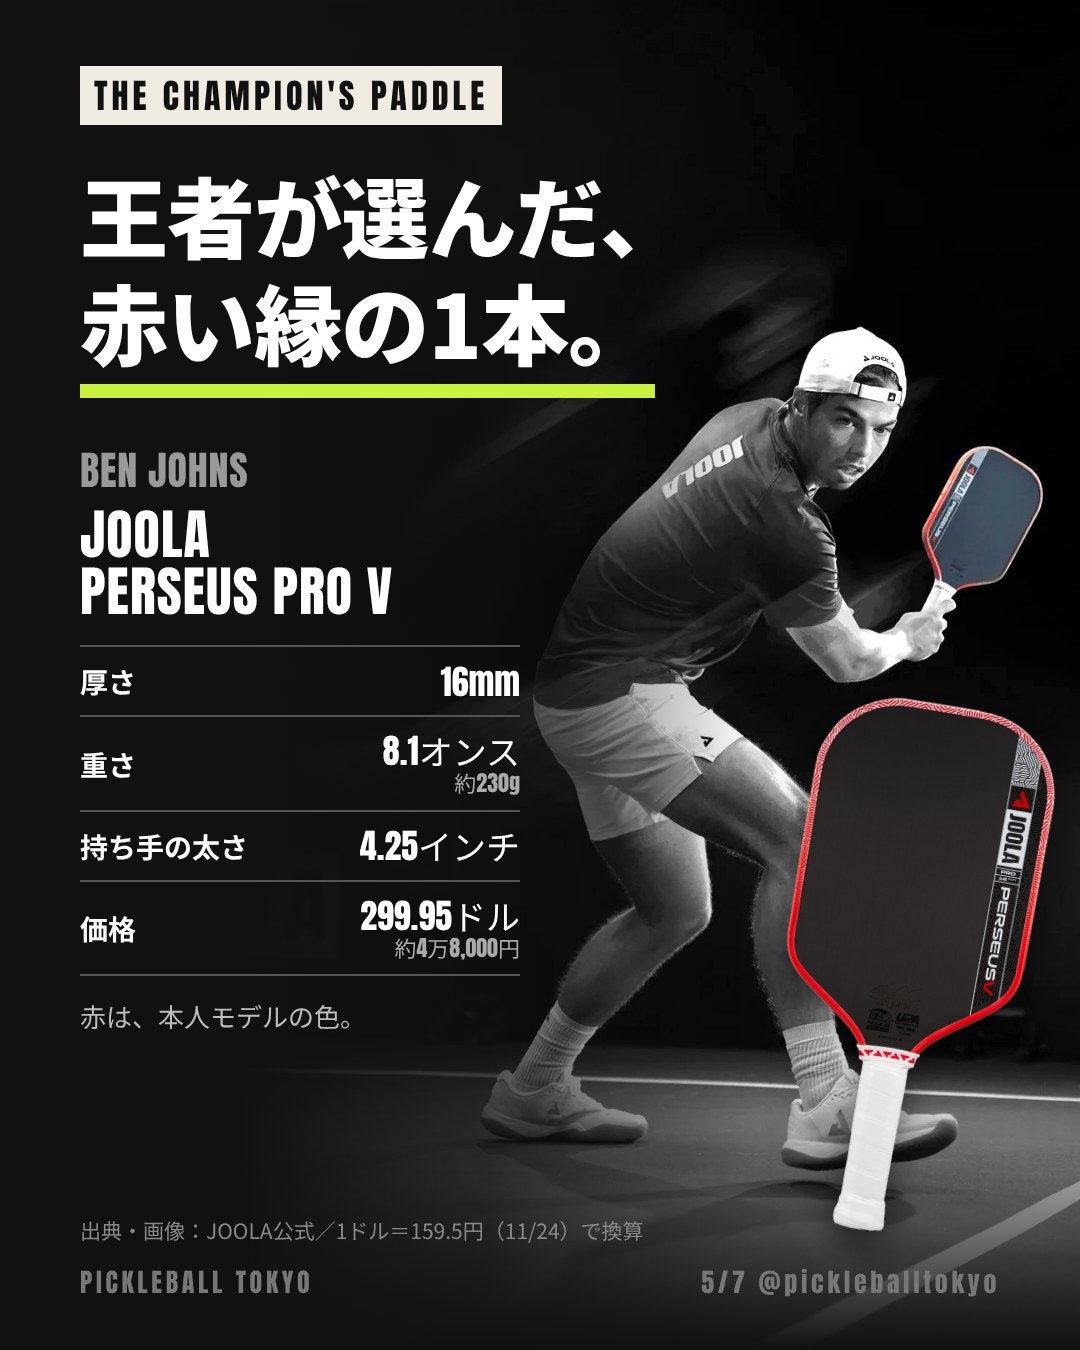 THE CHAMPION'S PADDLE
王者が選んだ、
赤い縁の1本。
BEN JOHNS
JOOLA
PERSEUS PRO V
厚さ 16mm
重さ 8.1オンス
約230g
持ち手の太さ 4.25インチ
価格 299.95ドル
約4万8,000円
赤は、本人モデルの色。
JOOLA
JOOLA
JOOLA
PERSEUS
JOOLA
PRO
PERSEUS V
UPA
出典・画像：JOOLA公式／1ドル＝159.5円（11/24）で換算
PICKLEBALL TOKYO
5/7 @pickleballtokyo